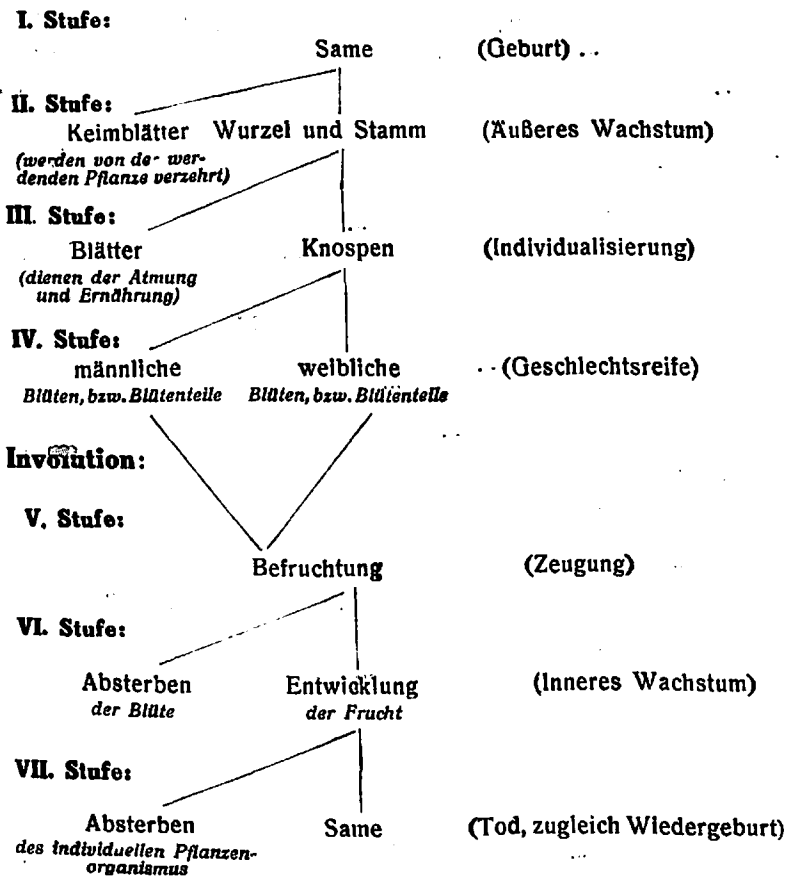 I. Stufe:
Same (Geburt)
II. Stufe:
Keimblätter Wurzel und Stamm (Äußeres Wachstum)
(werden von der wer-
denden Pflanze verzehrt)
III. Stufe:
Blätter Knospen (Individualisierung)
(dienen der Atmung
und Ernährung)
IV. Stufe:
männliche weibliche (Geschlechtsreife)
Blüten, bzw. Blütenteile Blüten, bzw. Blütenteile
Involution:
V. Stufe:
Befruchtung (Zeugung)
VI. Stufe:
Absterben Entwicklung (Inneres Wachstum)
der Blüte der Frucht
VII. Stufe:
Absterben Same (Tod, zugleich Wiedergeburt)
des individuellen Pflanzen-
organismus